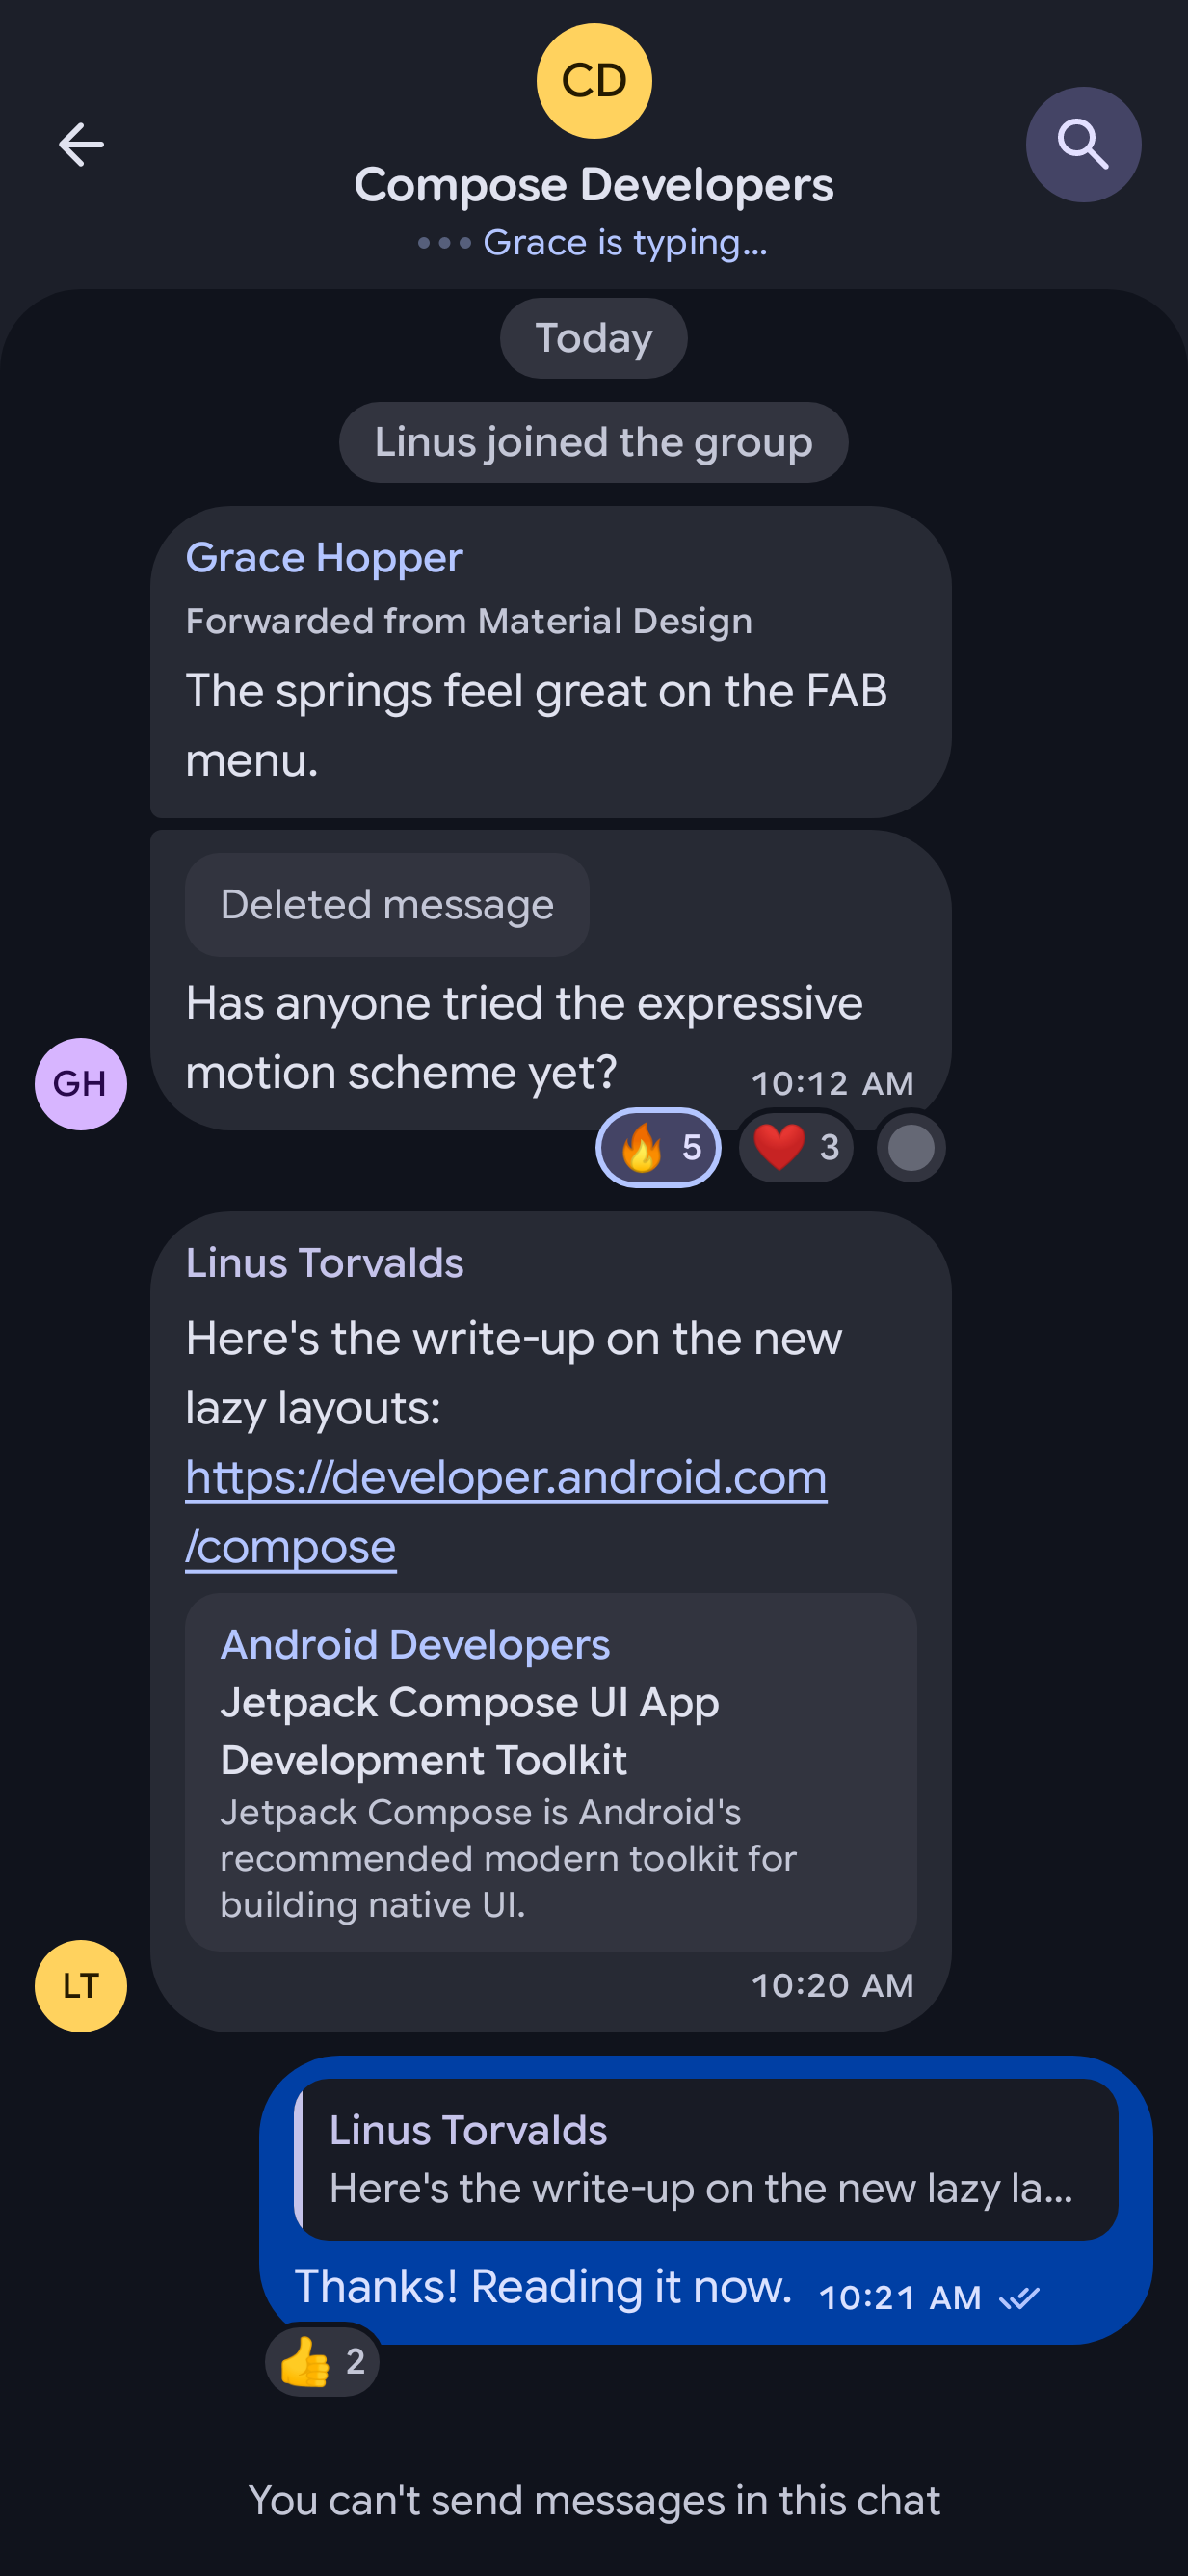 CD
Compose Developers
Grace is typing...
Today
Linus joined the group
Grace Hopper
Forwarded from Material Design
The springs feel great on the FAB
menu.
Deleted message
Has anyone tried the expressive
motion scheme yet?
10:12 AM
GH
🔥 5
❤️ 3
Linus Torvalds
Here's the write-up on the new
lazy layouts:
https://developer.android.com
/compose
Android Developers
Jetpack Compose UI App
Development Toolkit
Jetpack Compose is Android's
recommended modern toolkit for
building native UI.
LT
10:20 AM
Linus Torvalds
Here's the write-up on the new lazy la...
Thanks! Reading it now. 10:21 AM
👍 2
You can't send messages in this chat